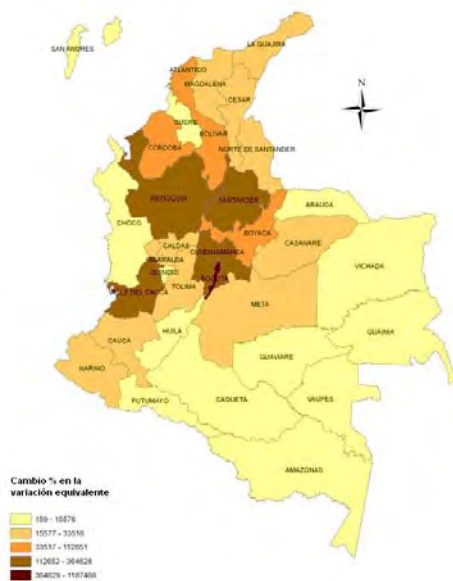 SAN ANDRES
LA GUAJIRA
ATLANTICO
MAGDALENA
N
CESAR
SUCRE
BOLIVAR
CORDOBA
NORTE DE SANTANDER
ANTIOQUIA
SANTANDER
ARAUCA
CHOCO
BOYACA
CALDAS
CUNDINAMARCA
CASANARE
RISARALDA
VICHADA
QUINDIO
BOGOTA
VALLE DEL CAUCA
TOLIMA
META
GUAINIA
HUILA
CAUCA
GUAVIARE
NARIÑO
CAQUETA
VAUPES
PUTUMAYO
AMAZONAS
Cambio % en la
variación equivalente
159 - 15576
15577 - 33516
33517 - 112651
112652 - 364628
364629 - 1187468